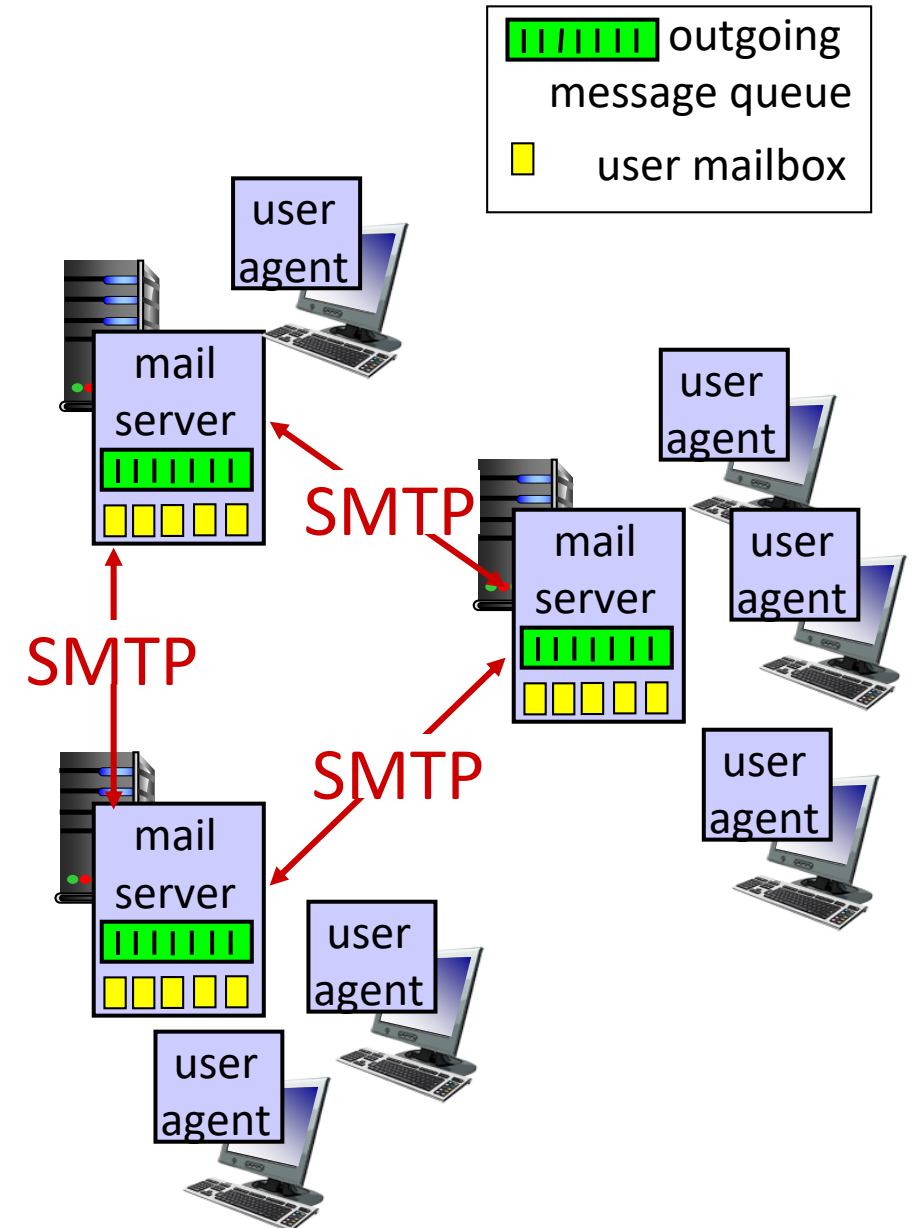 outgoing
message queue
user mailbox
user
agent
mail
server
SMTP
user
agent
mail
server
user
agent
SMTP
SMTP
user
agent
mail
server
user
agent
user
agent